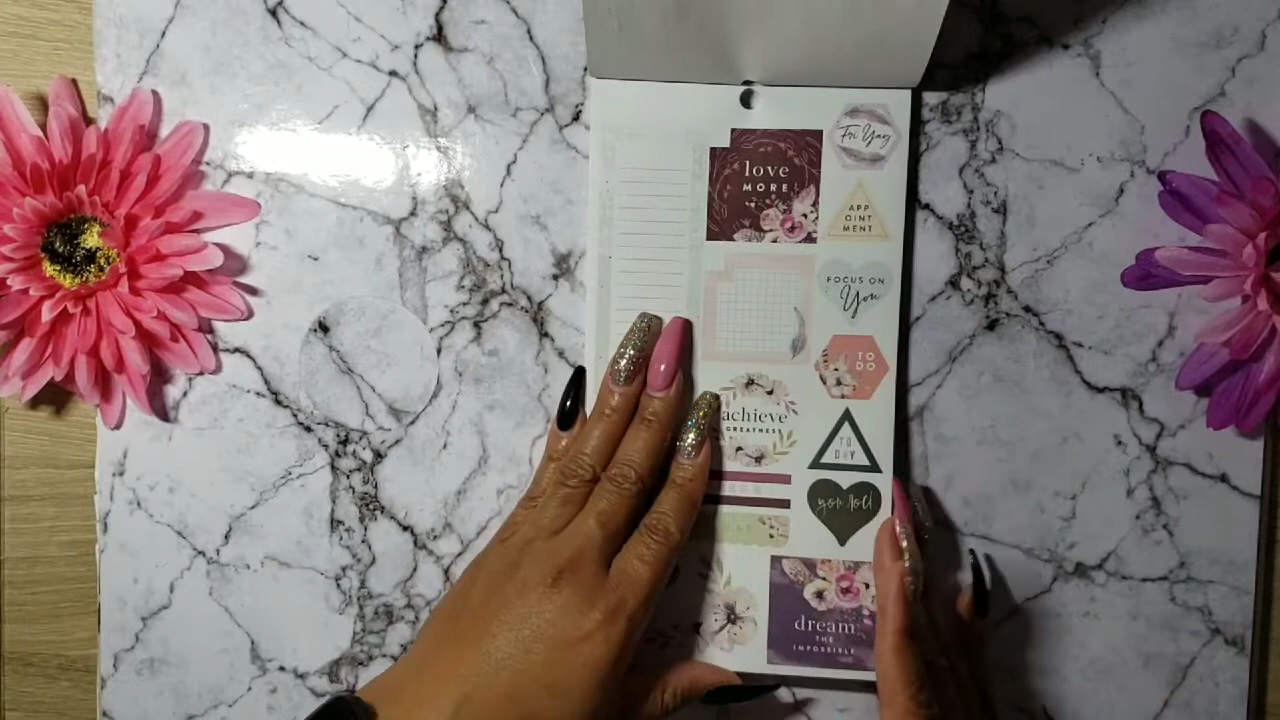 love
MORE
Fri Yay
APP
OINT
MENT
FOCUS ON
You
TO
DO
achieve
GREATNESS
TO
DAY
you
dream
THE
IMPOSSIBLE